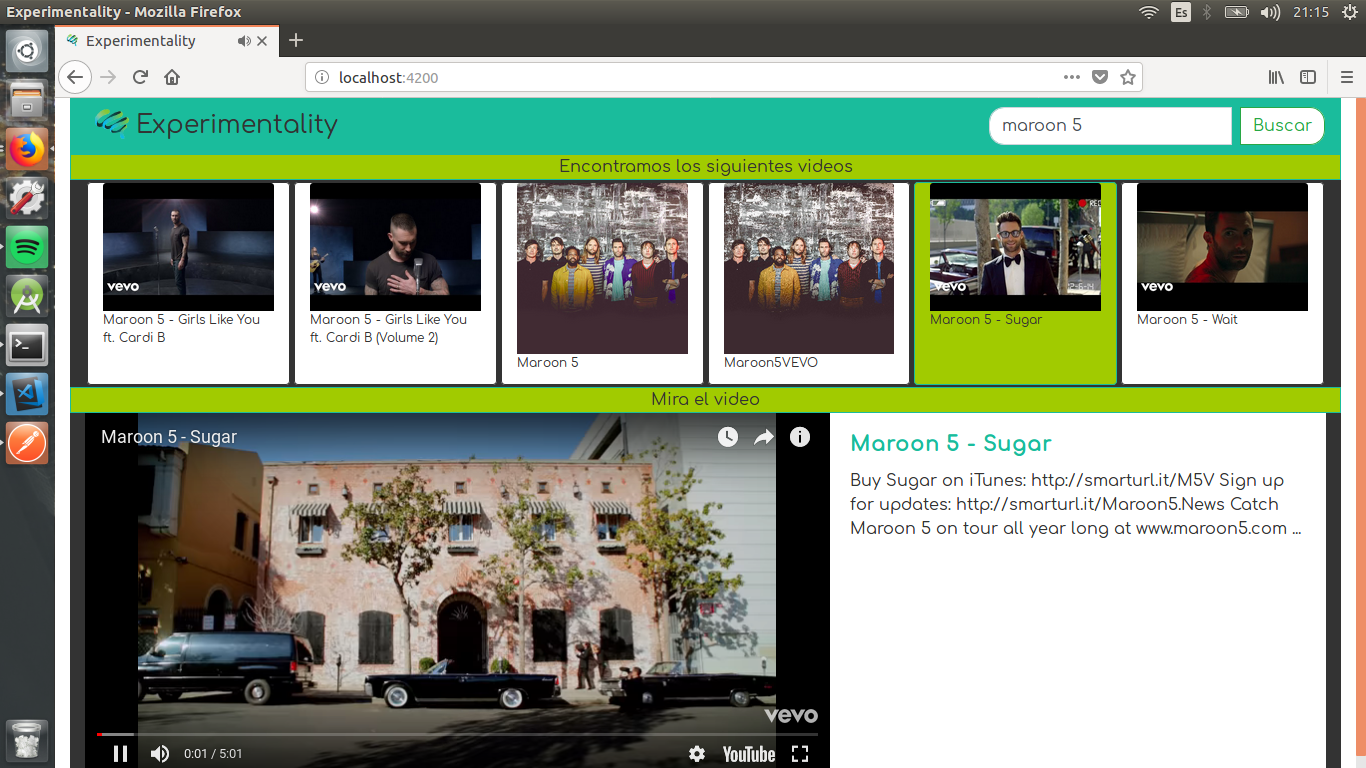 Experimentality - Mozilla Firefox
Es
21:15
Experimentality
localhost:4200
Experimentality
maroon 5
Buscar
Encontramos los siguientes videos
vevo
Maroon 5 - Girls Like You
ft. Cardi B
vevo
Maroon 5 - Girls Like You
ft. Cardi B (Volume 2)
Maroon 5
Maroon5VEVO
REC
vevo
Maroon 5 - Sugar
vevo
Maroon 5 - Wait
Mira el video
Maroon 5 - Sugar
vevo
0:01 / 5:01
YouTube
Maroon 5 - Sugar
Buy Sugar on iTunes: http://smarturl.it/M5V Sign up
for updates: http://smarturl.it/Maroon5.News Catch
Maroon 5 on tour all year long at www.maroon5.com ...